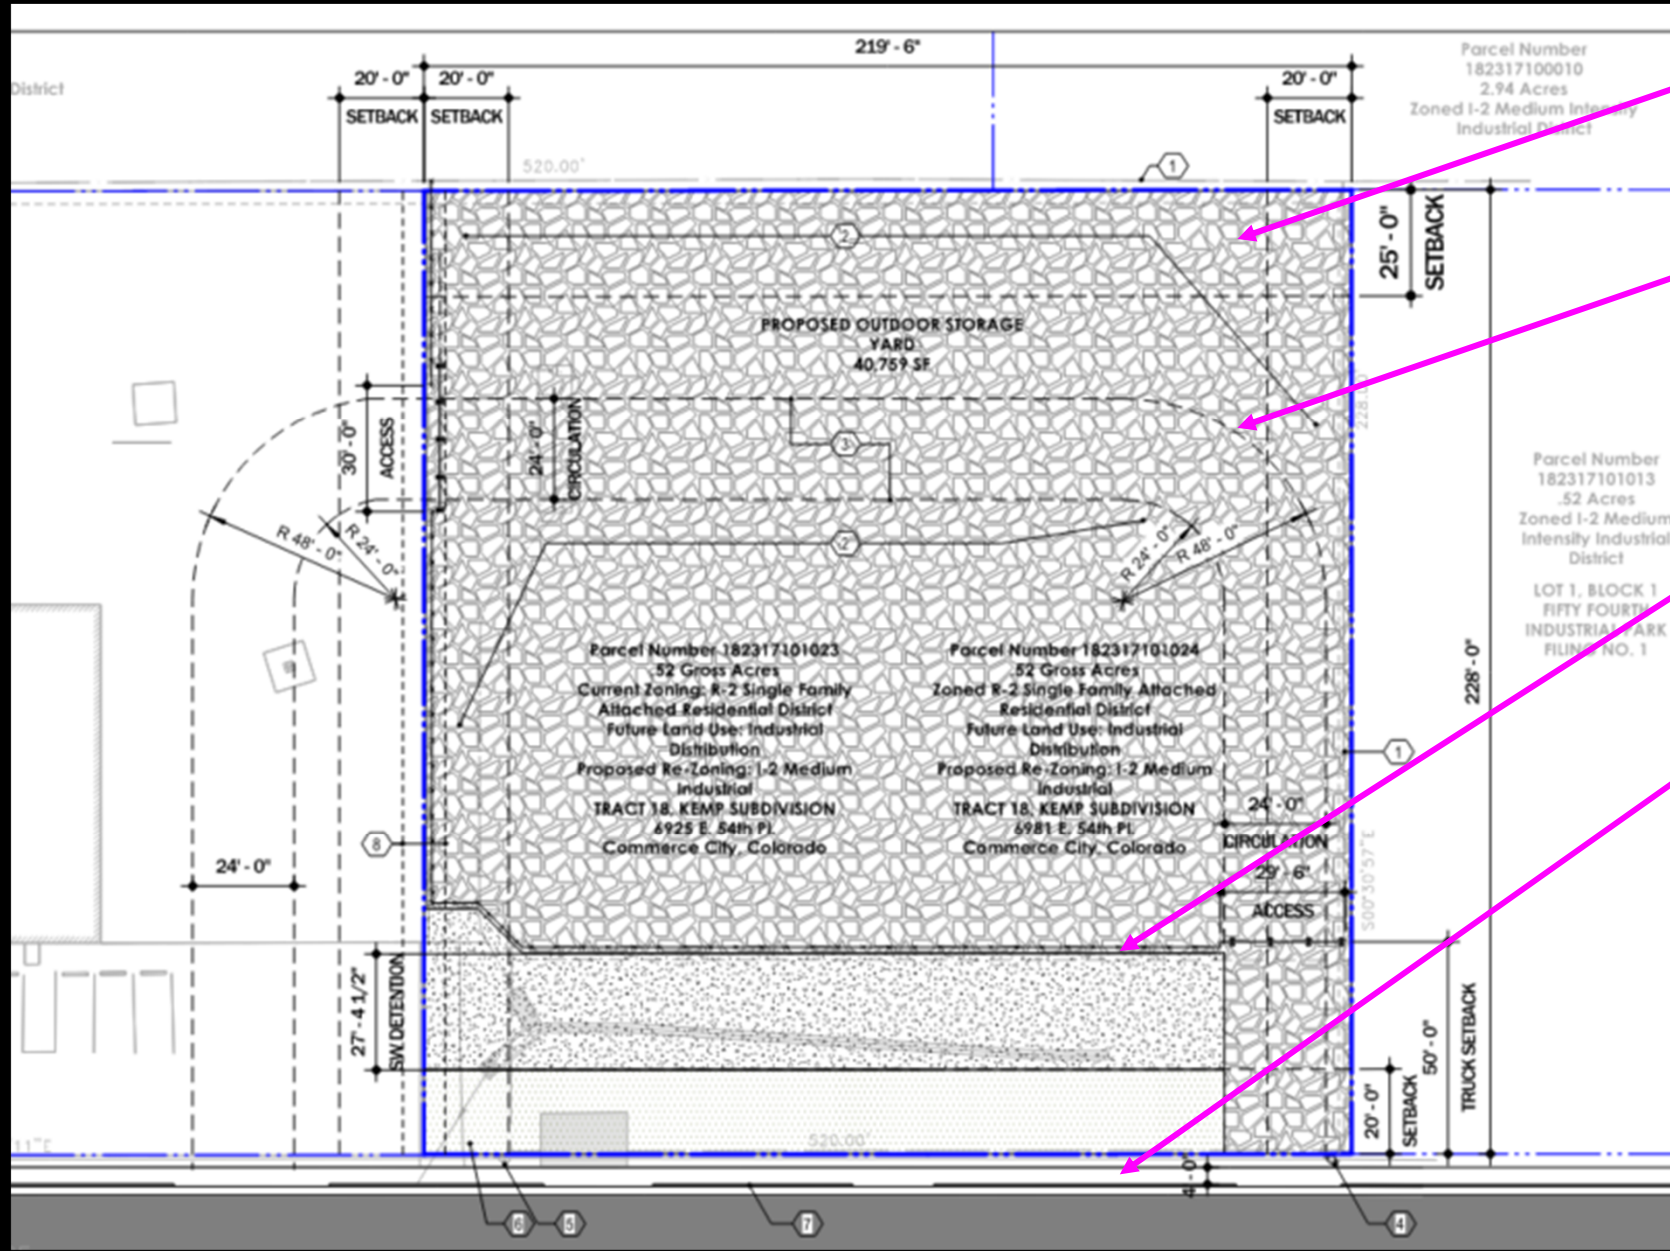 219' - 6"
20' - 0"
20' - 0"
20' - 0"
SETBACK
SETBACK
SETBACK
District
Parcel Number
182317100010
2.94 Acres
Zoned I-2 Medium Intensity
Industrial District
520.00'
1
2
25' - 0"
SETBACK
PROPOSED OUTDOOR STORAGE
YARD
40,759 SF
30' - 0"
ACCESS
24' - 0"
CIRCULATION
3
228.0
R 48' - 0"
R 24' - 0"
2
R 24' - 0"
R 48' - 0"
Parcel Number
182317101013
.52 Acres
Zoned I-2 Medium
Intensity Industrial
District
LOT 1, BLOCK 1
FIFTY FOURTH
INDUSTRIAL PARK
FILING NO. 1
228' - 0"
Parcel Number 182317101023
.52 Gross Acres
Current Zoning: R-2 Single Family
Attached Residential District
Future Land Use: Industrial
Distribution
Proposed Re-Zoning: I-2 Medium
Industrial
TRACT 18, KEMP SUBDIVISION
6925 E. 54th Pl.
Commerce City, Colorado
Parcel Number 182317101024
.52 Gross Acres
Zoned R-2 Single Family Attached
Residential District
Future Land Use: Industrial
Distribution
Proposed Re-Zoning: I-2 Medium
Industrial
TRACT 18, KEMP SUBDIVISION
6981 E. 54th Pl.
Commerce City, Colorado
1
8
24' - 0"
24' - 0"
CIRCULATION
29' - 6"
ACCESS
S00°30'57"E
27' - 4 1/2"
SW. DETENTION
50' - 0"
TRUCK SETBACK
20' - 0"
SETBACK
11"E
520.00'
4' - 0"
6
5
7
4